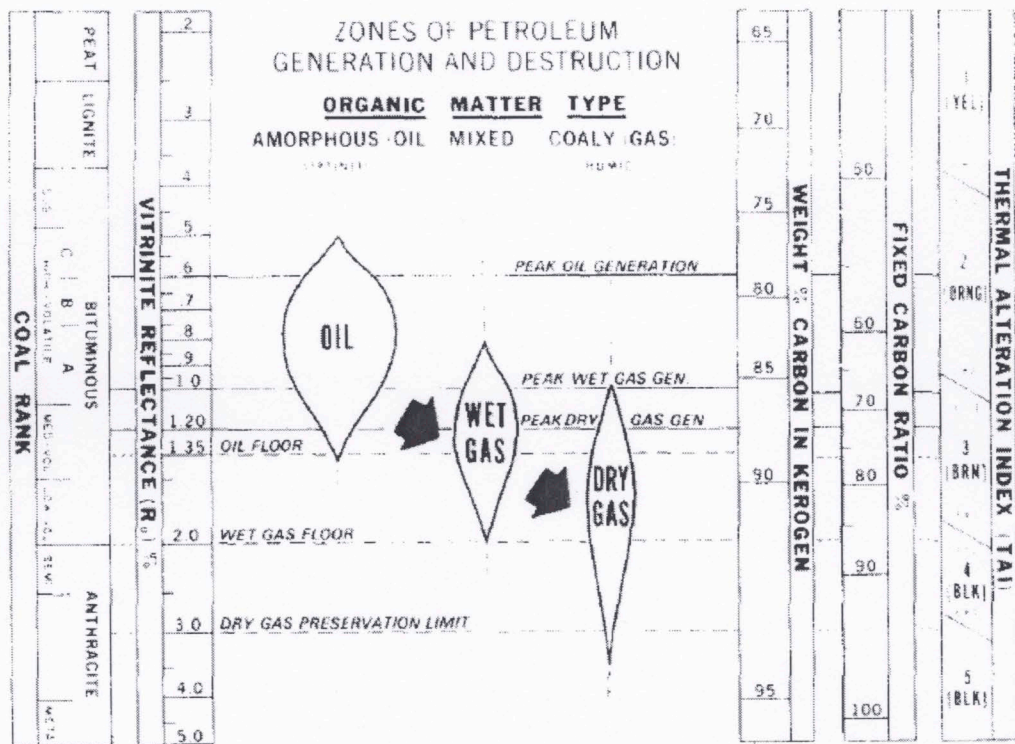 ZONES OF PETROLEUM
GENERATION AND DESTRUCTION
ORGANIC MATTER TYPE
AMORPHOUS (OIL) MIXED COALY (GAS)
HUMIC
COAL RANK
PEAT
LIGNITE
BITUMINOUS
ANTHRACITE
C
B
A
VITRINITE REFLECTANCE (Ro) %
.2
.3
.4
.5
.6
.7
.8
.9
1.0
1.20
1.35
2.0
3.0
4.0
5.0
PEAK OIL GENERATION
PEAK WET GAS GEN.
PEAK DRY GAS GEN
OIL FLOOR
WET GAS FLOOR
DRY GAS PRESERVATION LIMIT
OIL
WET
GAS
DRY
GAS
65
70
75
80
85
90
95
WEIGHT % CARBON IN KEROGEN
50
60
70
80
90
100
FIXED CARBON RATIO %
1
(YEL)
2
(ORNG)
3
(BRN)
4
(BLK)
5
(BLK)
THERMAL ALTERATION INDEX (TAI)